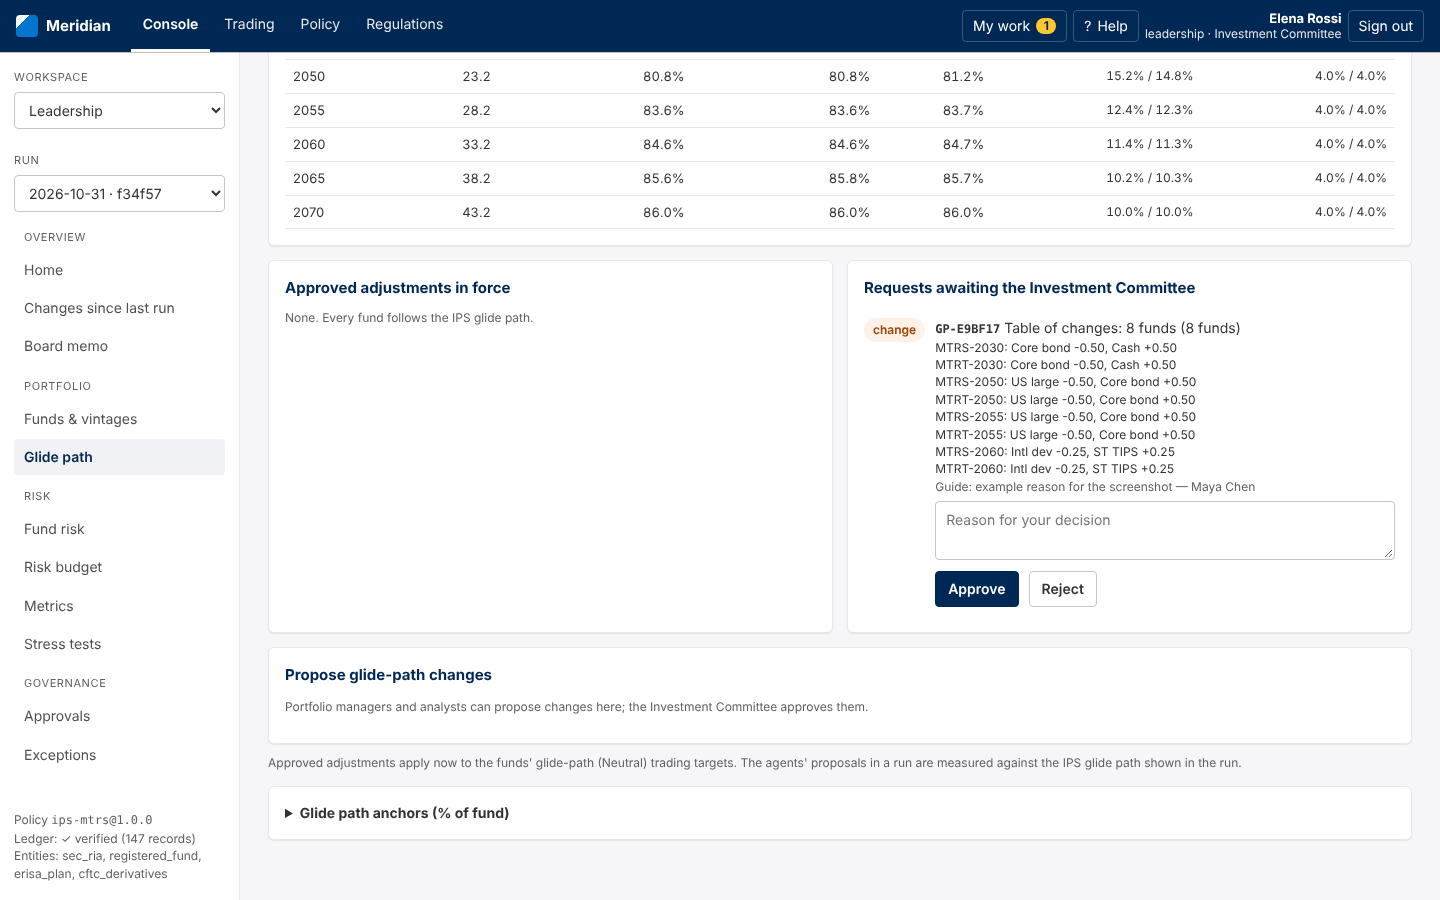 Meridian
Console
Trading
Policy
Regulations
My work 1
? Help
Elena Rossi
leadership · Investment Committee
Sign out
WORKSPACE
Leadership
RUN
2026-10-31 · f34f57
OVERVIEW
Home
Changes since last run
Board memo
PORTFOLIO
Funds & vintages
Glide path
RISK
Fund risk
Risk budget
Metrics
Stress tests
GOVERNANCE
Approvals
Exceptions
Policy ips-mtrs@1.0.0
Ledger: ✓ verified (147 records)
Entities: sec_ria, registered_fund,
erisa_plan, cftc_derivatives
2050 23.2 80.8% 80.8% 81.2% 15.2% / 14.8% 4.0% / 4.0%
2055 28.2 83.6% 83.6% 83.7% 12.4% / 12.3% 4.0% / 4.0%
2060 33.2 84.6% 84.6% 84.7% 11.4% / 11.3% 4.0% / 4.0%
2065 38.2 85.6% 85.8% 85.7% 10.2% / 10.3% 4.0% / 4.0%
2070 43.2 86.0% 86.0% 86.0% 10.0% / 10.0% 4.0% / 4.0%
Approved adjustments in force
None. Every fund follows the IPS glide path.
Requests awaiting the Investment Committee
change
GP-E9BF17 Table of changes: 8 funds (8 funds)
MTRS-2030: Core bond -0.50, Cash +0.50
MTRT-2030: Core bond -0.50, Cash +0.50
MTRS-2050: US large -0.50, Core bond +0.50
MTRT-2050: US large -0.50, Core bond +0.50
MTRS-2055: US large -0.50, Core bond +0.50
MTRT-2055: US large -0.50, Core bond +0.50
MTRS-2060: Intl dev -0.25, ST TIPS +0.25
MTRT-2060: Intl dev -0.25, ST TIPS +0.25
Guide: example reason for the screenshot — Maya Chen
Reason for your decision
Approve
Reject
Propose glide-path changes
Portfolio managers and analysts can propose changes here; the Investment Committee approves them.
Approved adjustments apply now to the funds' glide-path (Neutral) trading targets. The agents' proposals in a run are measured against the IPS glide path shown in the run.
Glide path anchors (% of fund)